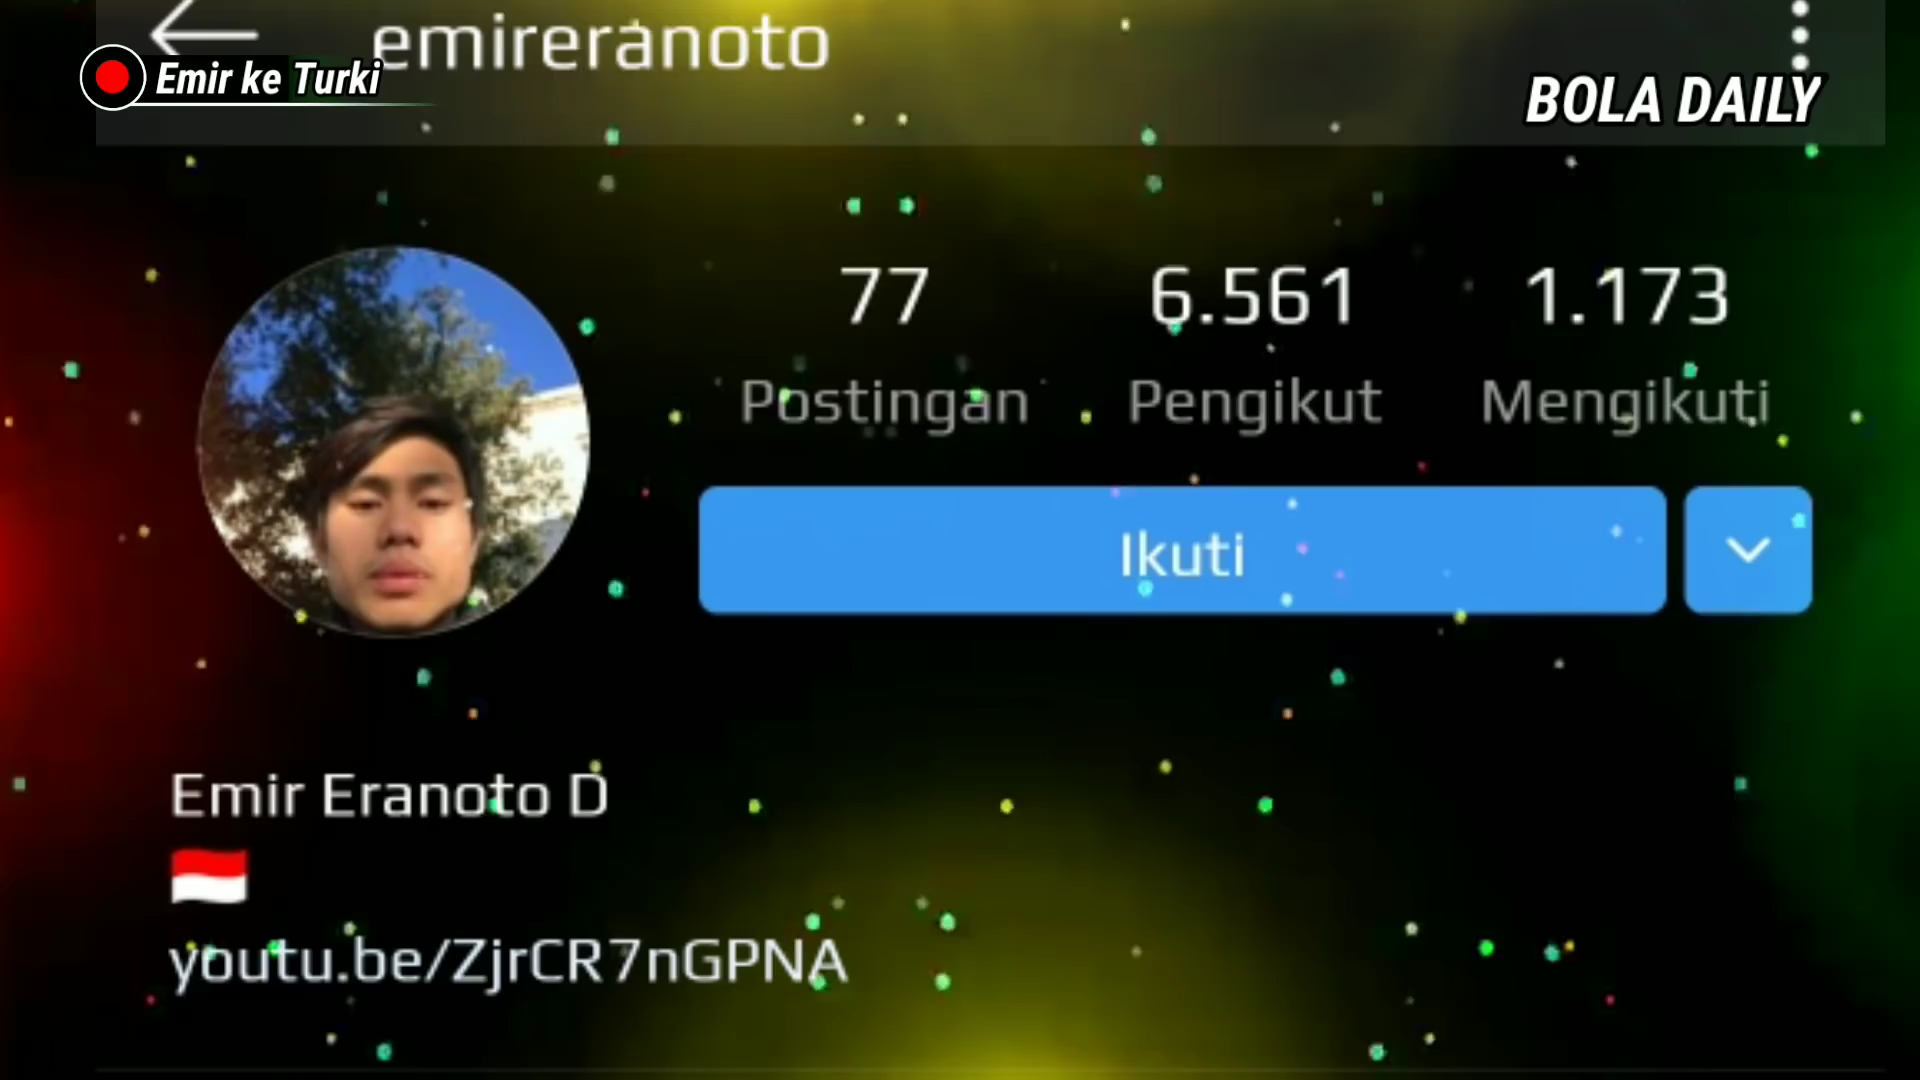 emireranoto
Emir ke Turki
BOLA DAILY
77 6.561 1.173
Postingan Pengikut Mengikuti
Ikuti
Emir Eranoto D
youtu.be/ZjrCR7nGPNA